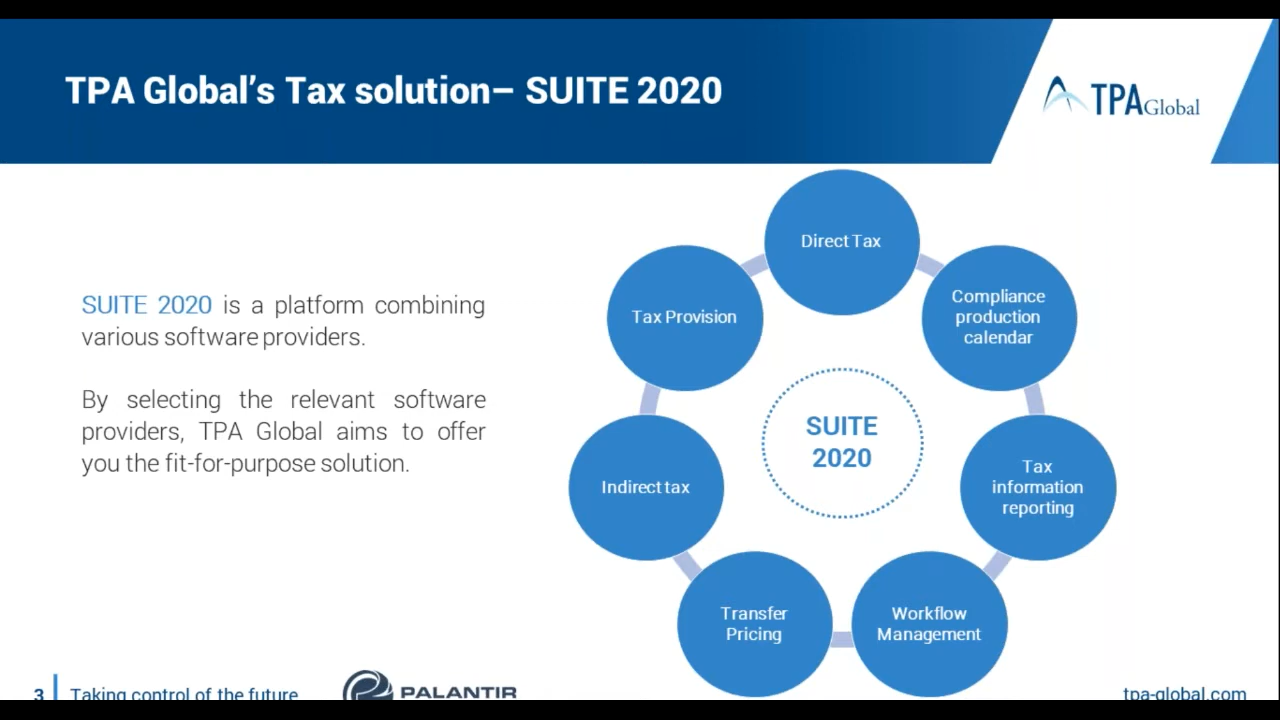 TPA Global’s Tax solution– SUITE 2020
TPA Global
SUITE 2020 is a platform combining
various software providers.
By selecting the relevant software
providers, TPA Global aims to offer
you the fit-for-purpose solution.
Direct Tax
Compliance
production
calendar
Tax
information
reporting
Workflow
Management
Transfer
Pricing
Indirect tax
Tax Provision
SUITE
2020
3
Taking control of the future
PALANTIR
tpa-global.com